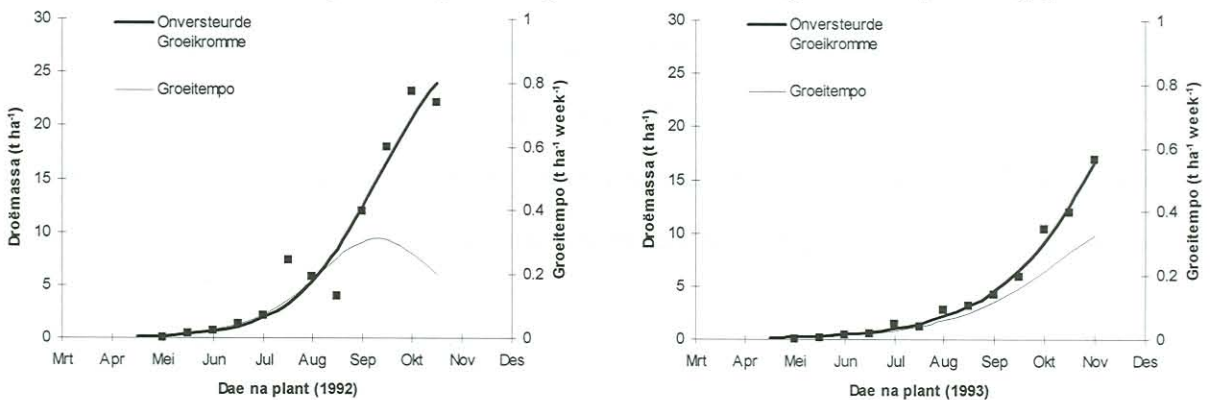 30
25
20
15
10
5
0
Droëmassa (t ha⁻¹)
Onversteurde
Groeikromme
Groeitempo
1
0.8
0.6
0.4
0.2
0
Groeitempo (t ha⁻¹ week⁻¹)
Mrt Apr Mei Jun Jul Aug Sep Okt Nov Des
Dae na plant (1992)
30
25
20
15
10
5
0
Droëmassa (t ha⁻¹)
Onversteurde
Groeikromme
Groeitempo
1
0.8
0.6
0.4
0.2
0
Groeitempo (t ha⁻¹ week⁻¹)
Mrt Apr Mei Jun Jul Aug Sep Okt Nov Des
Dae na plant (1993)